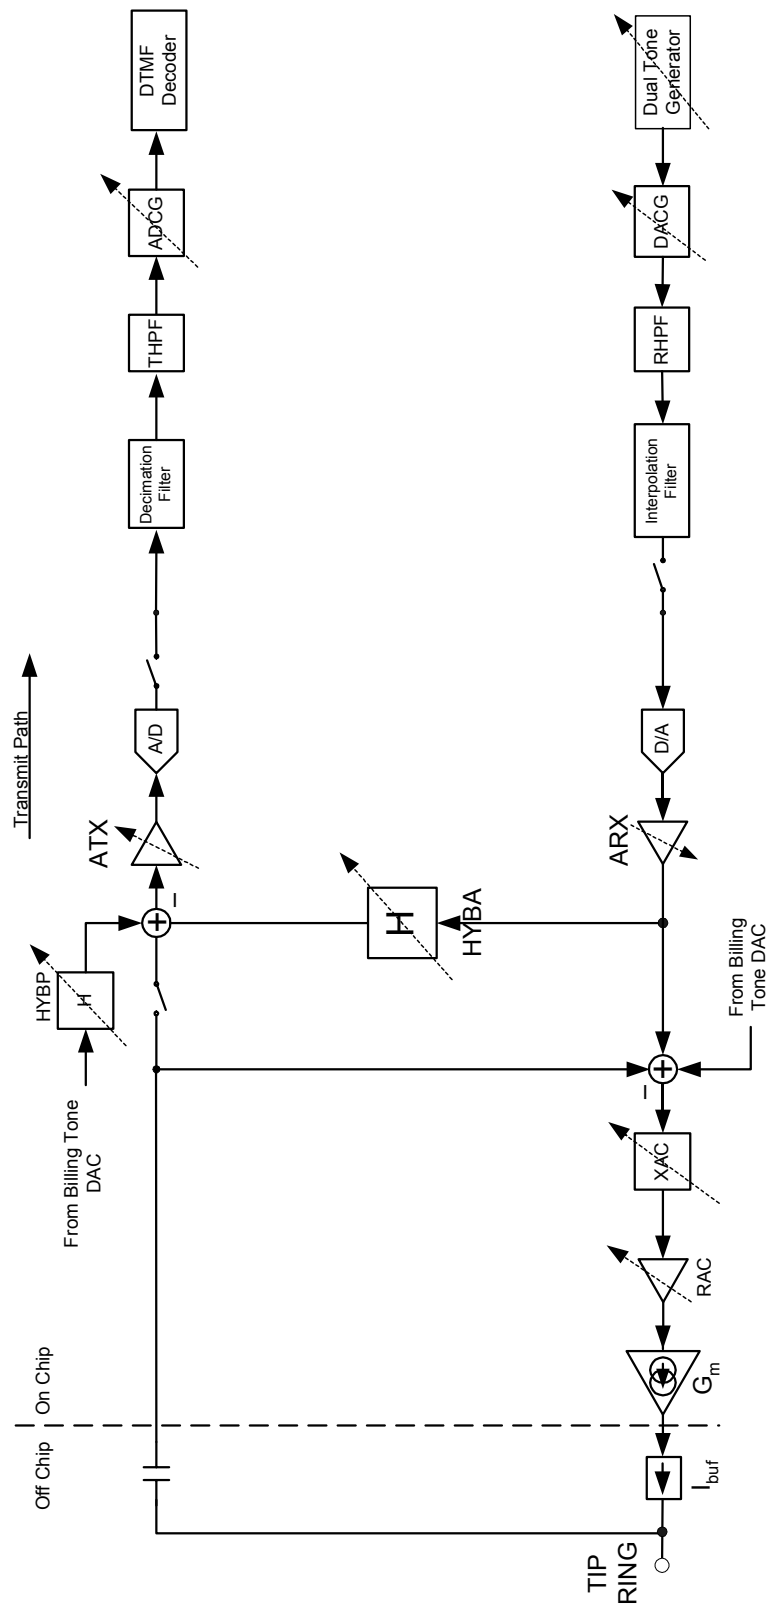 DTMF
Decoder
ADCG
THPF
Decimation
Filter
A/D
ATX
Transmit Path
HYBP
H
From Billing Tone
DAC
H
HYBA
Dual Tone
Generator
DACG
RHPF
Interpolation
Filter
D/A
ARX
From Billing
Tone DAC
+
−
+
−
XAC
RAC
Gm
Ibuf
On Chip
Off Chip
TIP
RING